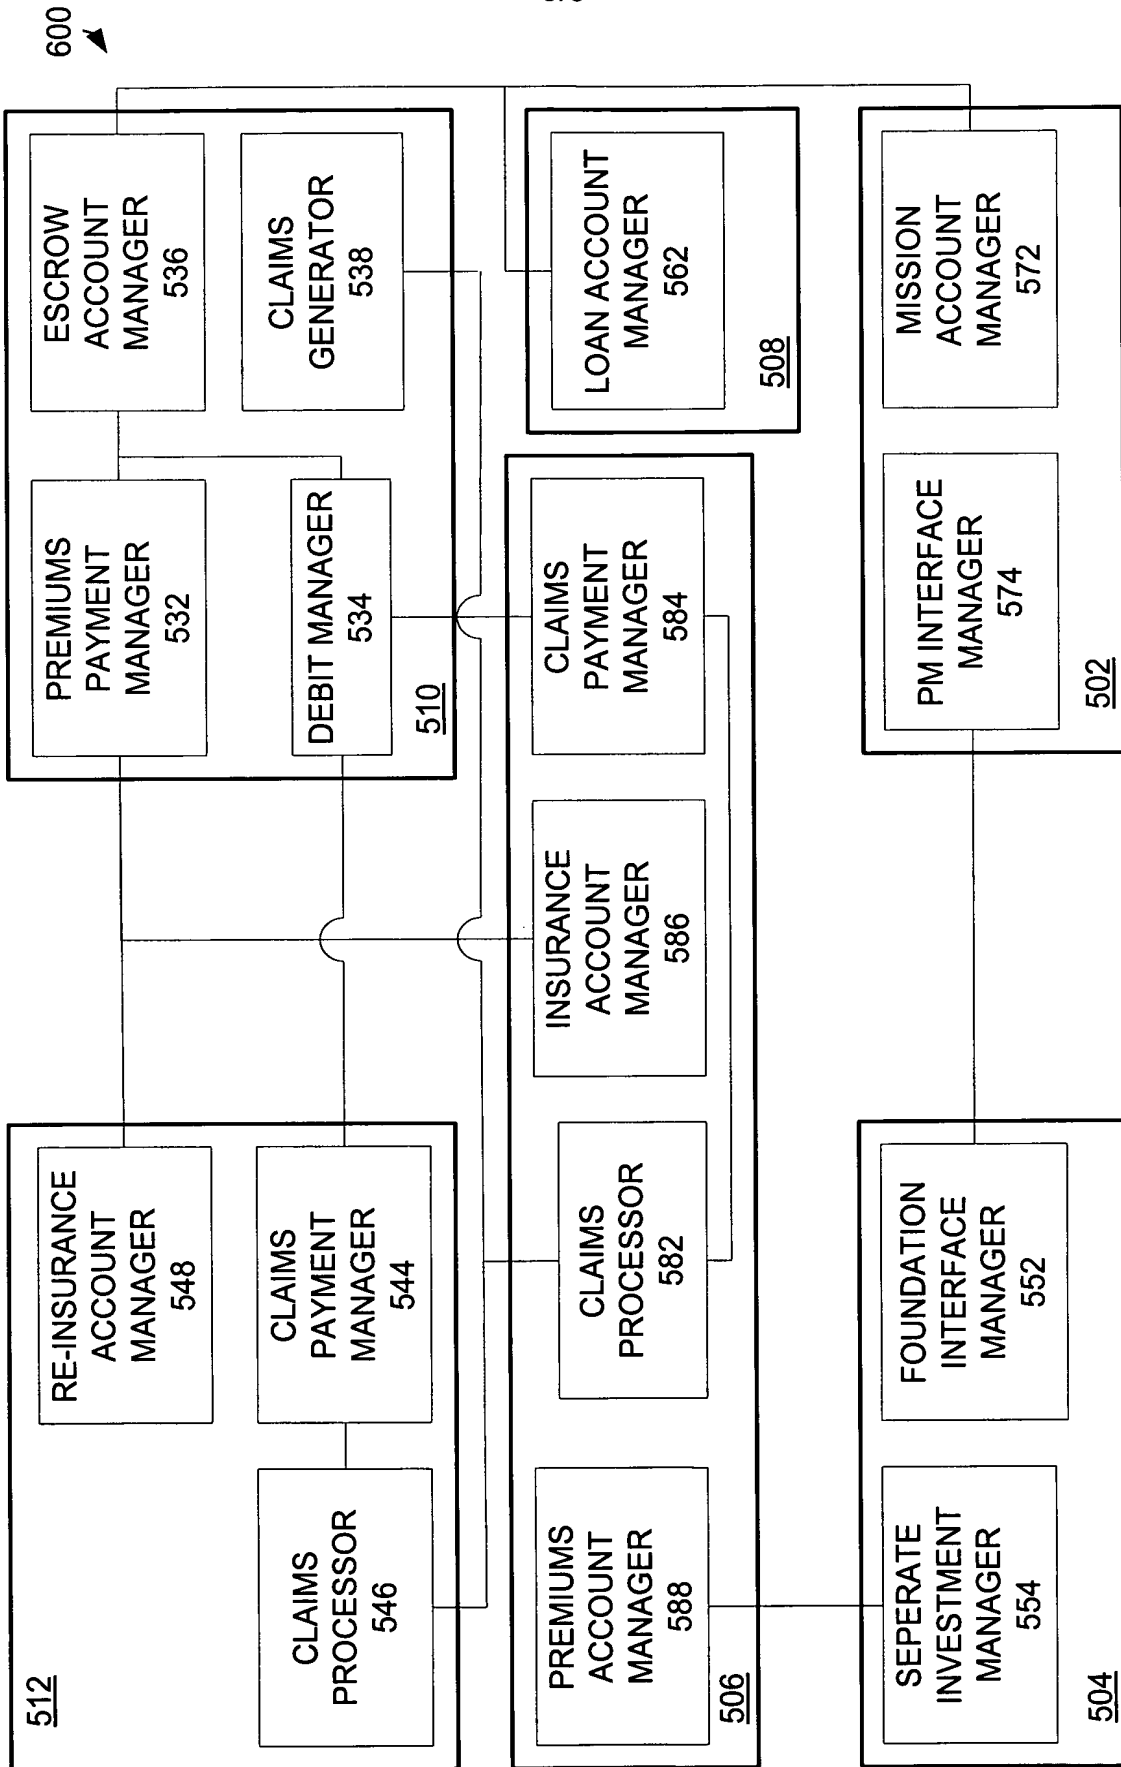 600
512
RE-INSURANCE
ACCOUNT
MANAGER
548
CLAIMS
PROCESSOR
546
CLAIMS
PAYMENT
MANAGER
544
PREMIUMS
PAYMENT
MANAGER
532
ESCROW
ACCOUNT
MANAGER
536
DEBIT MANAGER
534
CLAIMS
GENERATOR
538
510
PREMIUMS
ACCOUNT
MANAGER
588
CLAIMS
PROCESSOR
582
INSURANCE
ACCOUNT
MANAGER
586
CLAIMS
PAYMENT
MANAGER
584
506
LOAN ACCOUNT
MANAGER
562
508
SEPERATE
INVESTMENT
MANAGER
554
FOUNDATION
INTERFACE
MANAGER
552
504
PM INTERFACE
MANAGER
574
MISSION
ACCOUNT
MANAGER
572
502